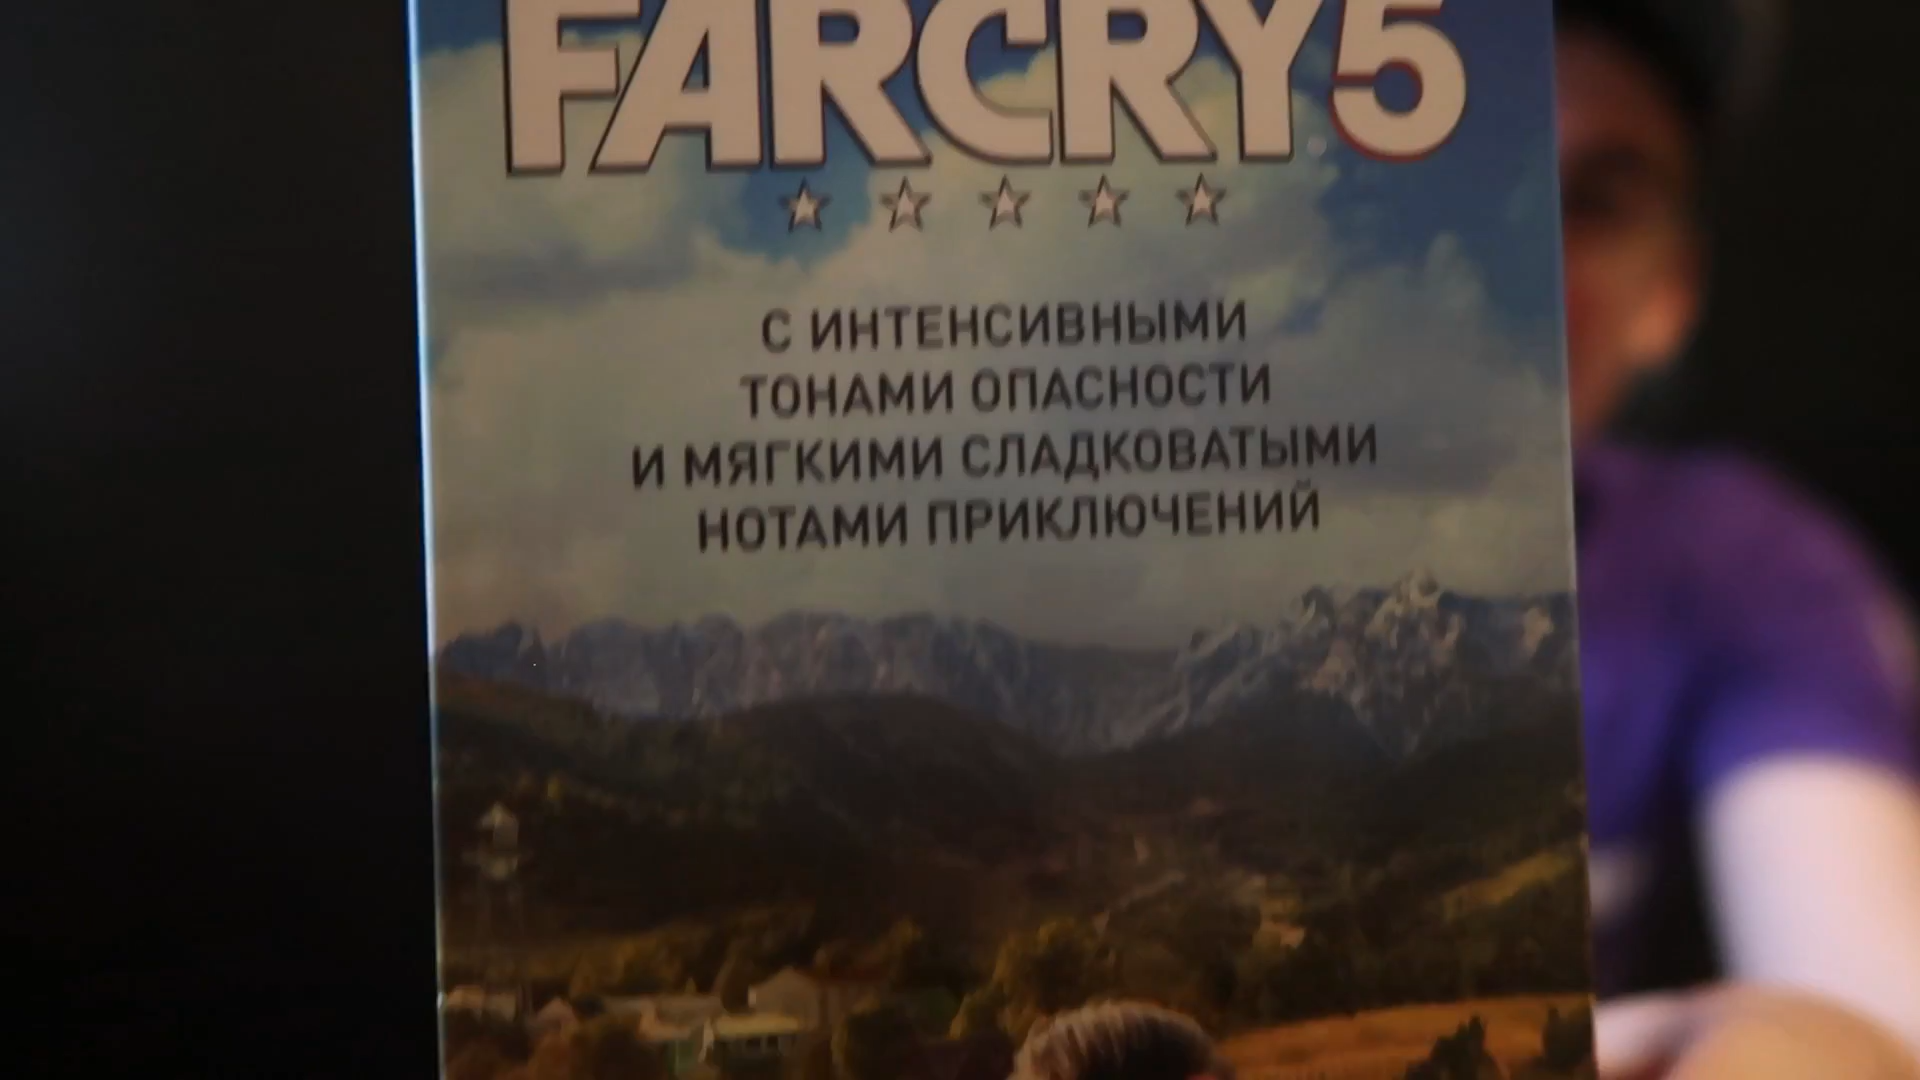 FARCRY5
С ИНТЕНСИВНЫМИ
ТОНАМИ ОПАСНОСТИ
И МЯГКИМИ СЛАДКОВАТЫМИ
НОТАМИ ПРИКЛЮЧЕНИЙ